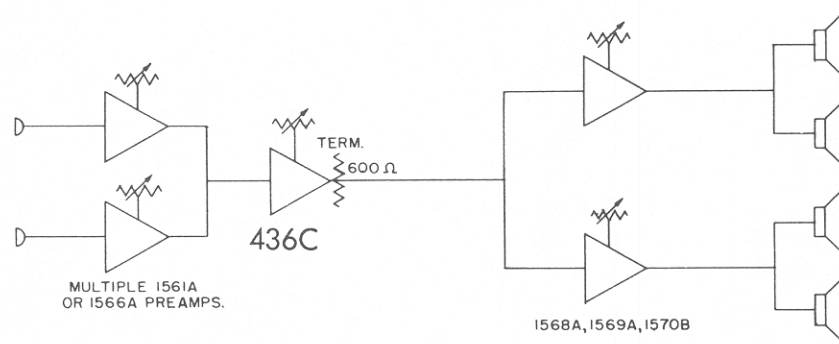 TERM.
600 Ω
436C
MULTIPLE 1561A
OR 1566A PREAMPS.
1568A, 1569A, 1570B